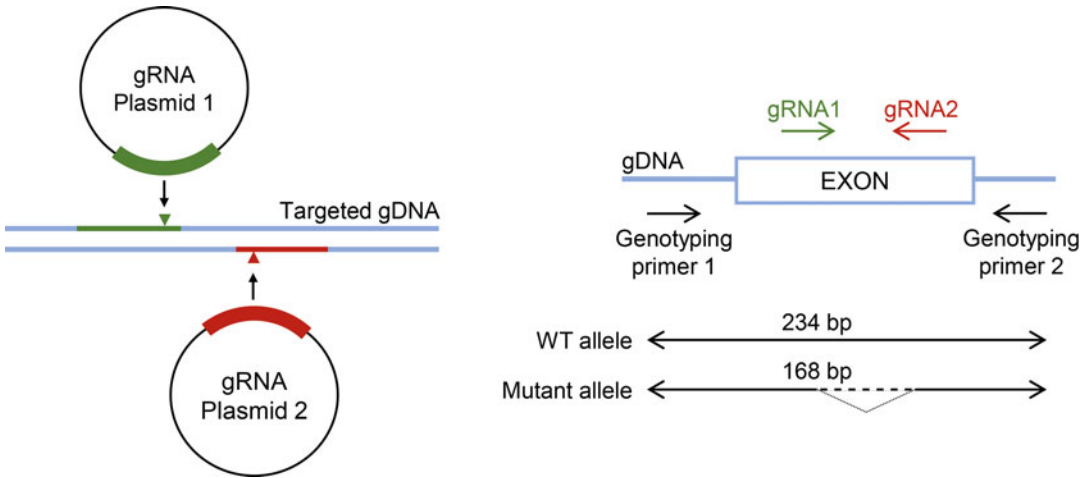 gRNA
Plasmid 1
Targeted gDNA
gRNA
Plasmid 2
gRNA1 gRNA2
gDNA
EXON
Genotyping
primer 1
Genotyping
primer 2
234 bp
WT allele
168 bp
Mutant allele